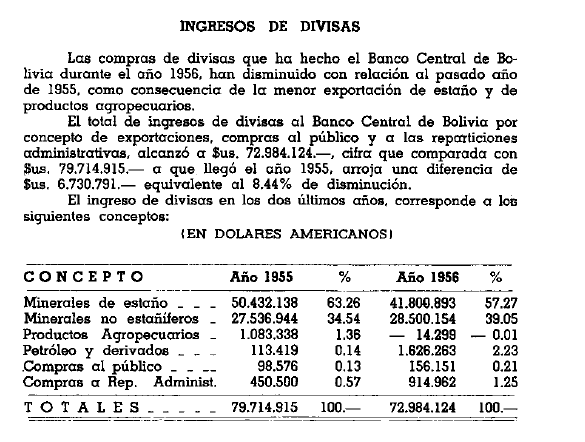 INGRESOS DE DIVISAS
Las compras de divisas que ha hecho el Banco Central de Bo-
livia durante el año 1956, han disminuido con relación al pasado año
de 1955, como consecuencia de la menor exportación de estaño y de
productos agropecuarios.
El total de ingresos de divisas al Banco Central de Bolivia por
concepto de exportaciones, compras al público y a las reparticiones
administrativas, alcanzó a $us. 72.984.124.—, cifra que comparada con
$us. 79.714.915.— a que llegó el año 1955, arroja una diferencia de
$us. 6.730.791.— equivalente al 8.44% de disminución.
El ingreso de divisas en los dos últimos años, corresponde a los
siguientes conceptos:
(EN DOLARES AMERICANOS)
CONCEPTO Año 1955 % Año 1956 %
Minerales de estaño _ _ _ 50.432.138 63.26 41.800.893 57.27
Minerales no estañíferos _ 27.536.944 34.54 28.500.154 39.05
Productos Agropecuarios _ 1.083.338 1.36 — 14.299 — 0.01
Petróleo y derivados _ _ _ 113.419 0.14 1.626.263 2.23
Compras al público _ _ _ _ 98.576 0.13 156.151 0.21
Compras a Rep. Administ. 450.500 0.57 914.962 1.25
TOTALES _ _ _ _ _ 79.714.915 100.— 72.984.124 100.—